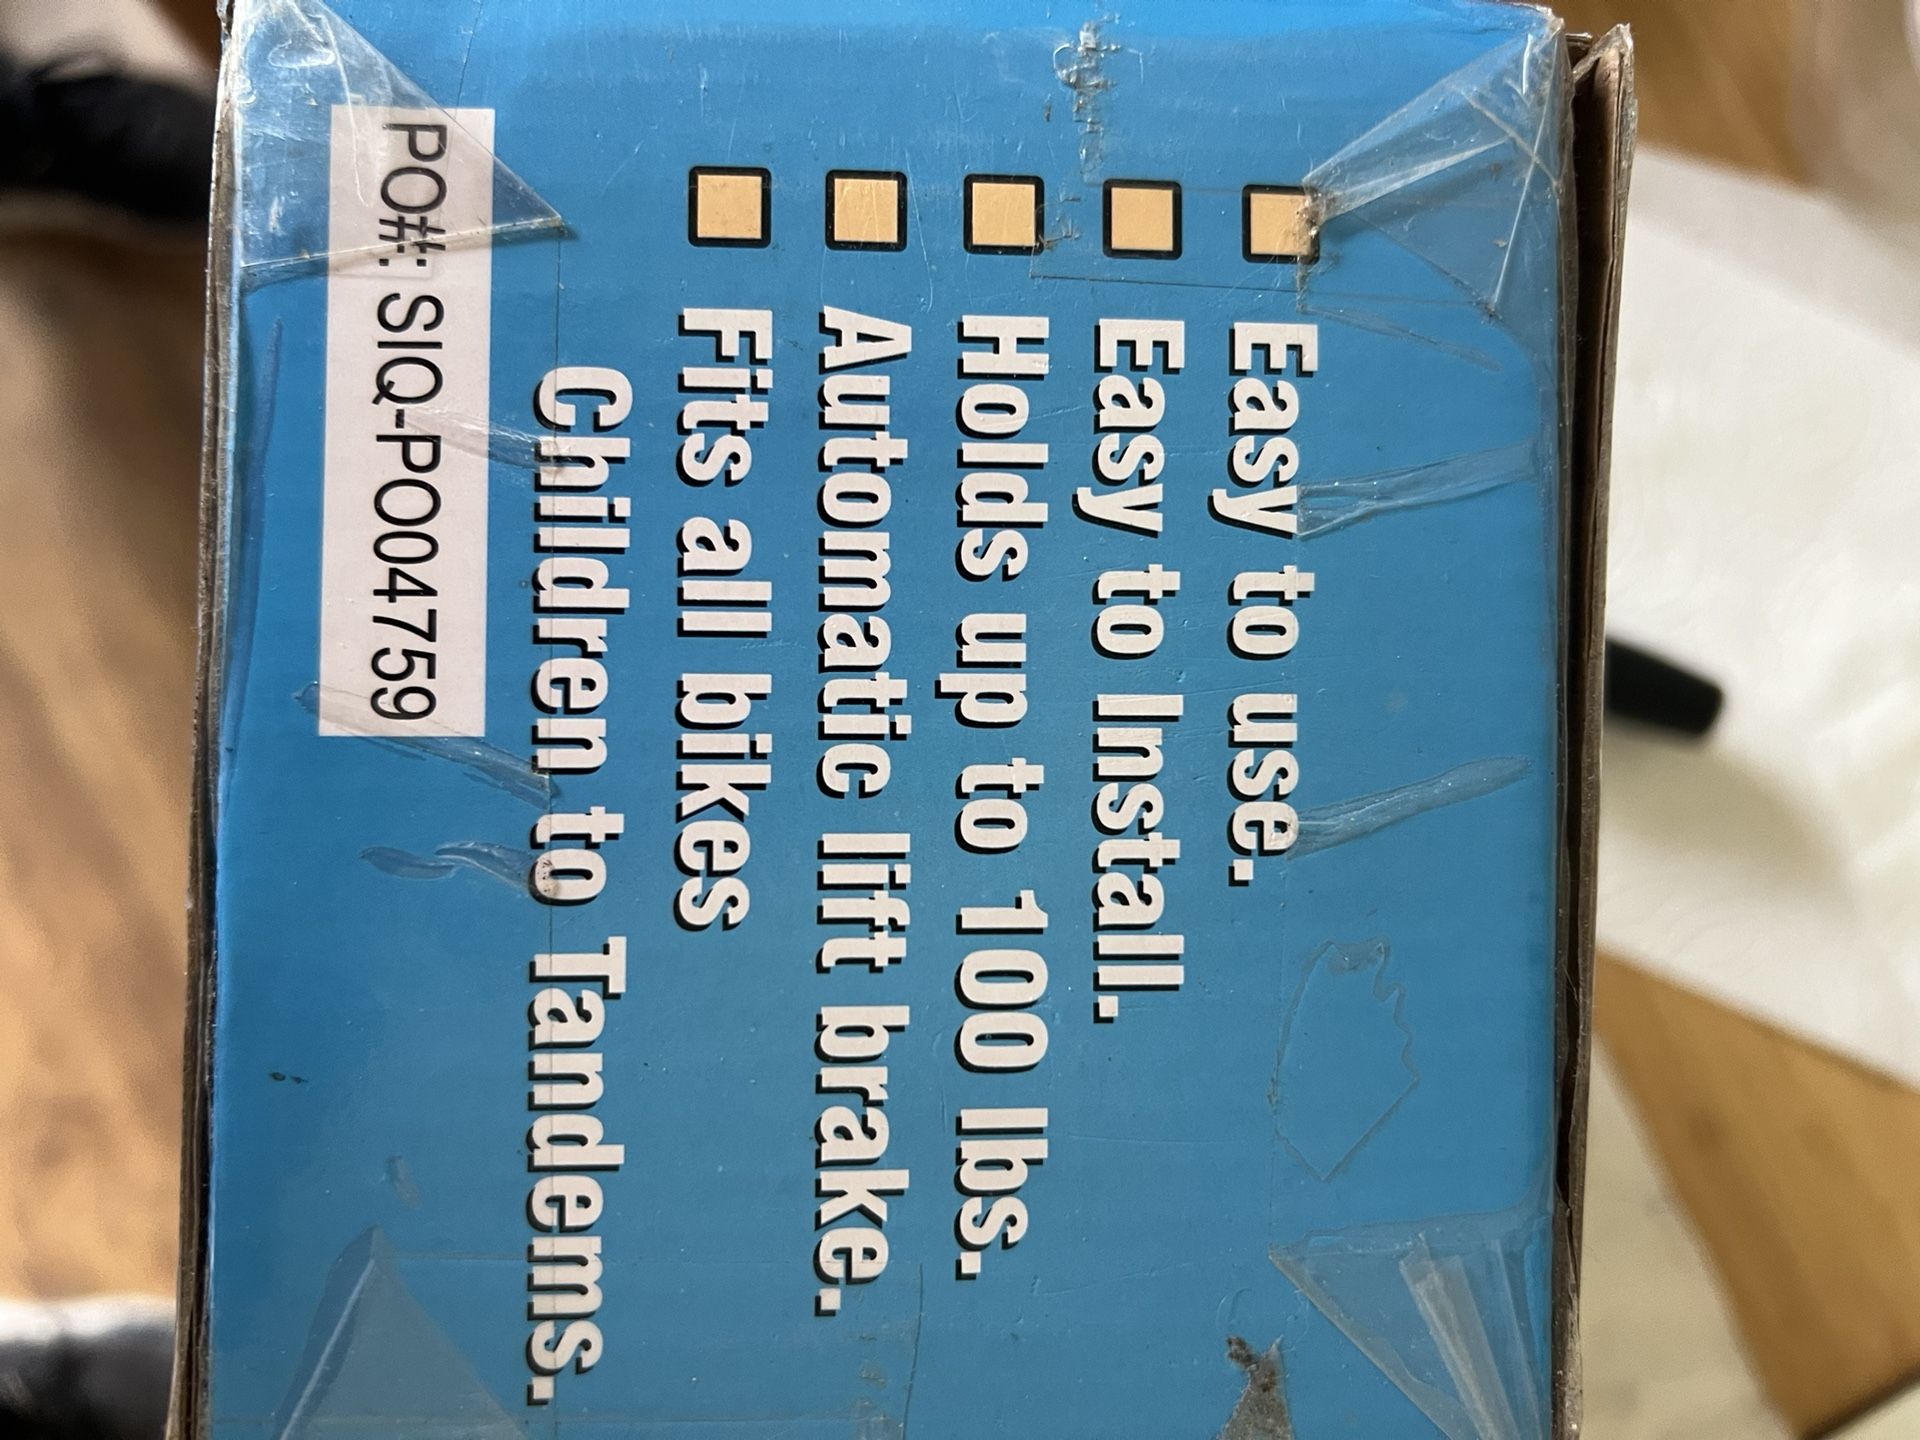 Easy to use.
Easy to Install.
Holds up to 100 lbs.
Automatic lift brake.
Fits all bikes
Children to Tandems.
PO#: SIQ-PO04759